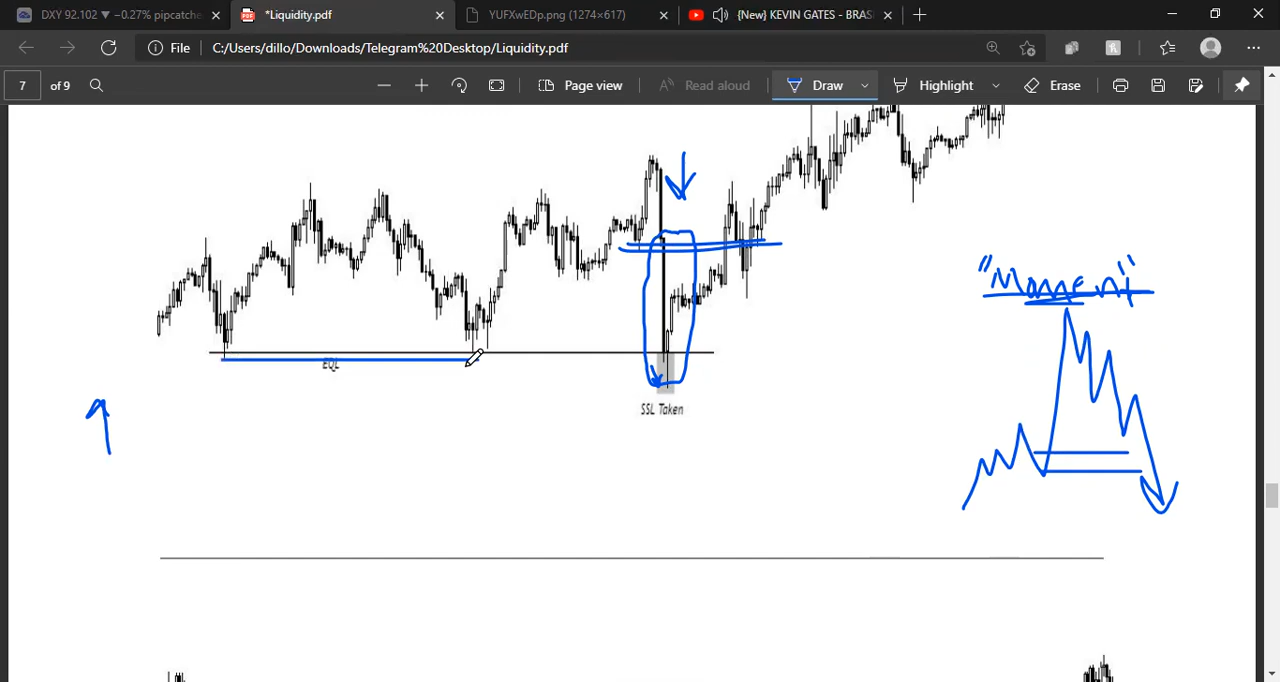 DXY 92.102 ▼ −0.27% pipcatche
*Liquidity.pdf
YUFXwEDp.png (1274×617)
{New} KEVIN GATES - BRAS
File
C:/Users/dillo/Downloads/Telegram%20Desktop/Liquidity.pdf
7 of 9
Page view
Read aloud
Draw
Highlight
Erase
"Moment"
EQL
SSL Taken